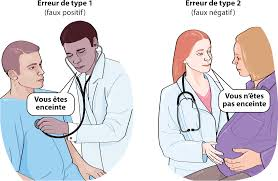 Erreur de type 1
(faux positif)
Vous êtes
enceinte
Erreur de type 2
(faux négatif)
Vous n'êtes
pas enceinte